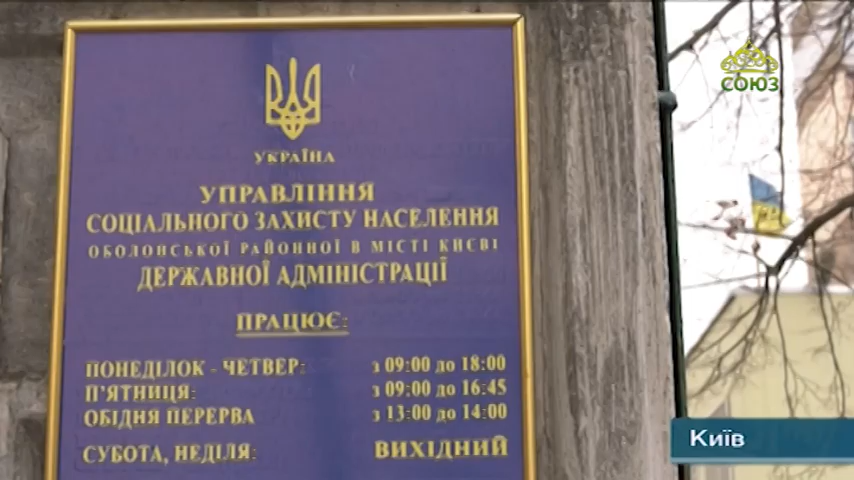 СОЮЗ
УКРАЇНА
УПРАВЛІННЯ
СОЦІАЛЬНОГО ЗАХИСТУ НАСЕЛЕННЯ
ОБОЛОНСЬКОЇ РАЙОННОЇ В МІСТІ КИЄВІ
ДЕРЖАВНОЇ АДМІНІСТРАЦІЇ
ПРАЦЮЄ:
ПОНЕДІЛОК - ЧЕТВЕР: з 09:00 до 18:00
П'ЯТНИЦЯ: з 09:00 до 16:45
ОБІДНЯ ПЕРЕРВА з 13:00 до 14:00
СУБОТА, НЕДІЛЯ: ВИХІДНИЙ
Київ